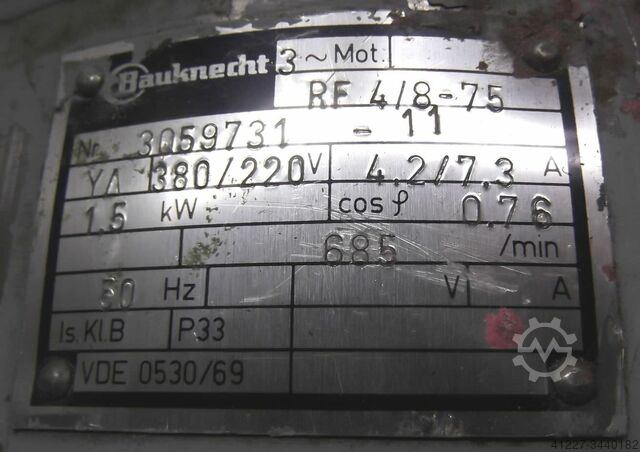 Bauknecht 3~ Mot.
RF 4/8-75
Nr. 3059731 -11
YΔ 380/220 V 4.2/7.3 A
1.5 kW cos φ 0.76
685 /min
50 Hz V A
Is. Kl. B P33
VDE 0530/69
41227-3440182